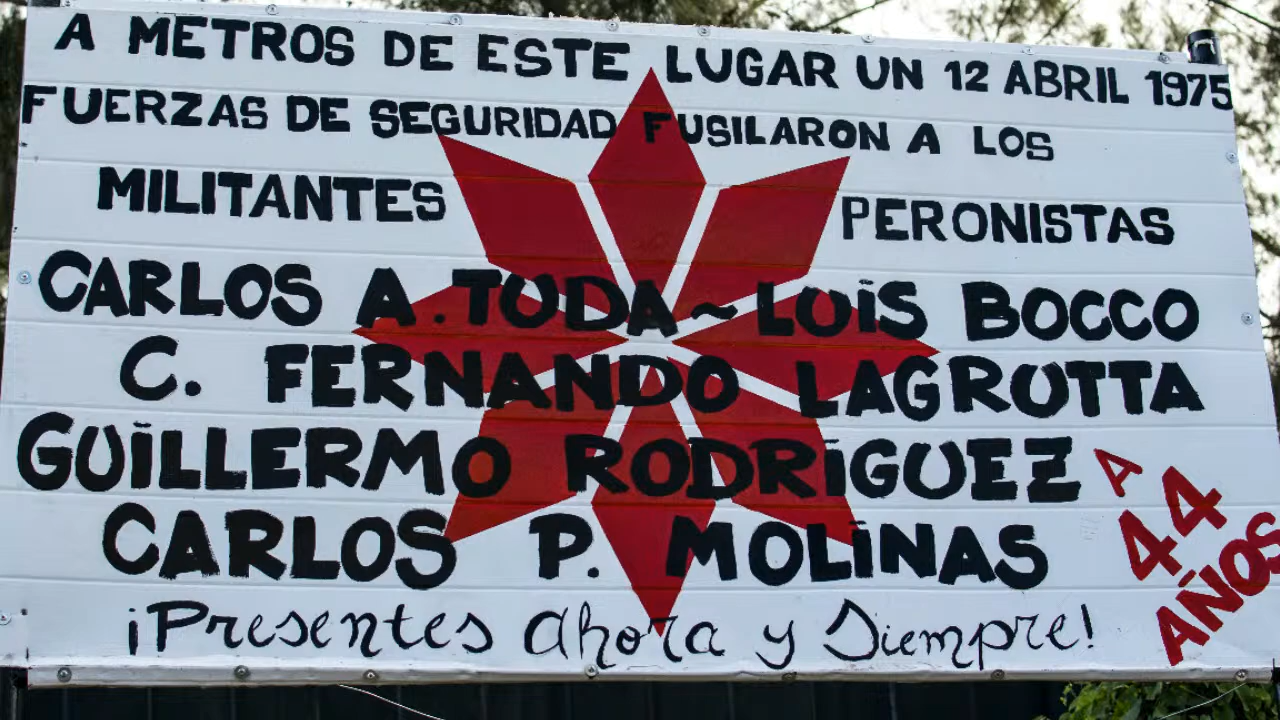 A METROS DE ESTE LUGAR UN 12 ABRIL 1975
FUERZAS DE SEGURIDAD FUSILARON A LOS
MILITANTES PERONISTAS
CARLOS A. TODA ~ LUIS BOCCO
C. FERNANDO LAGRUTTA
GUILLERMO RODRIGUEZ
CARLOS P. MOLINAS
¡Presentes Ahora y Siempre!
A
44
AÑOS